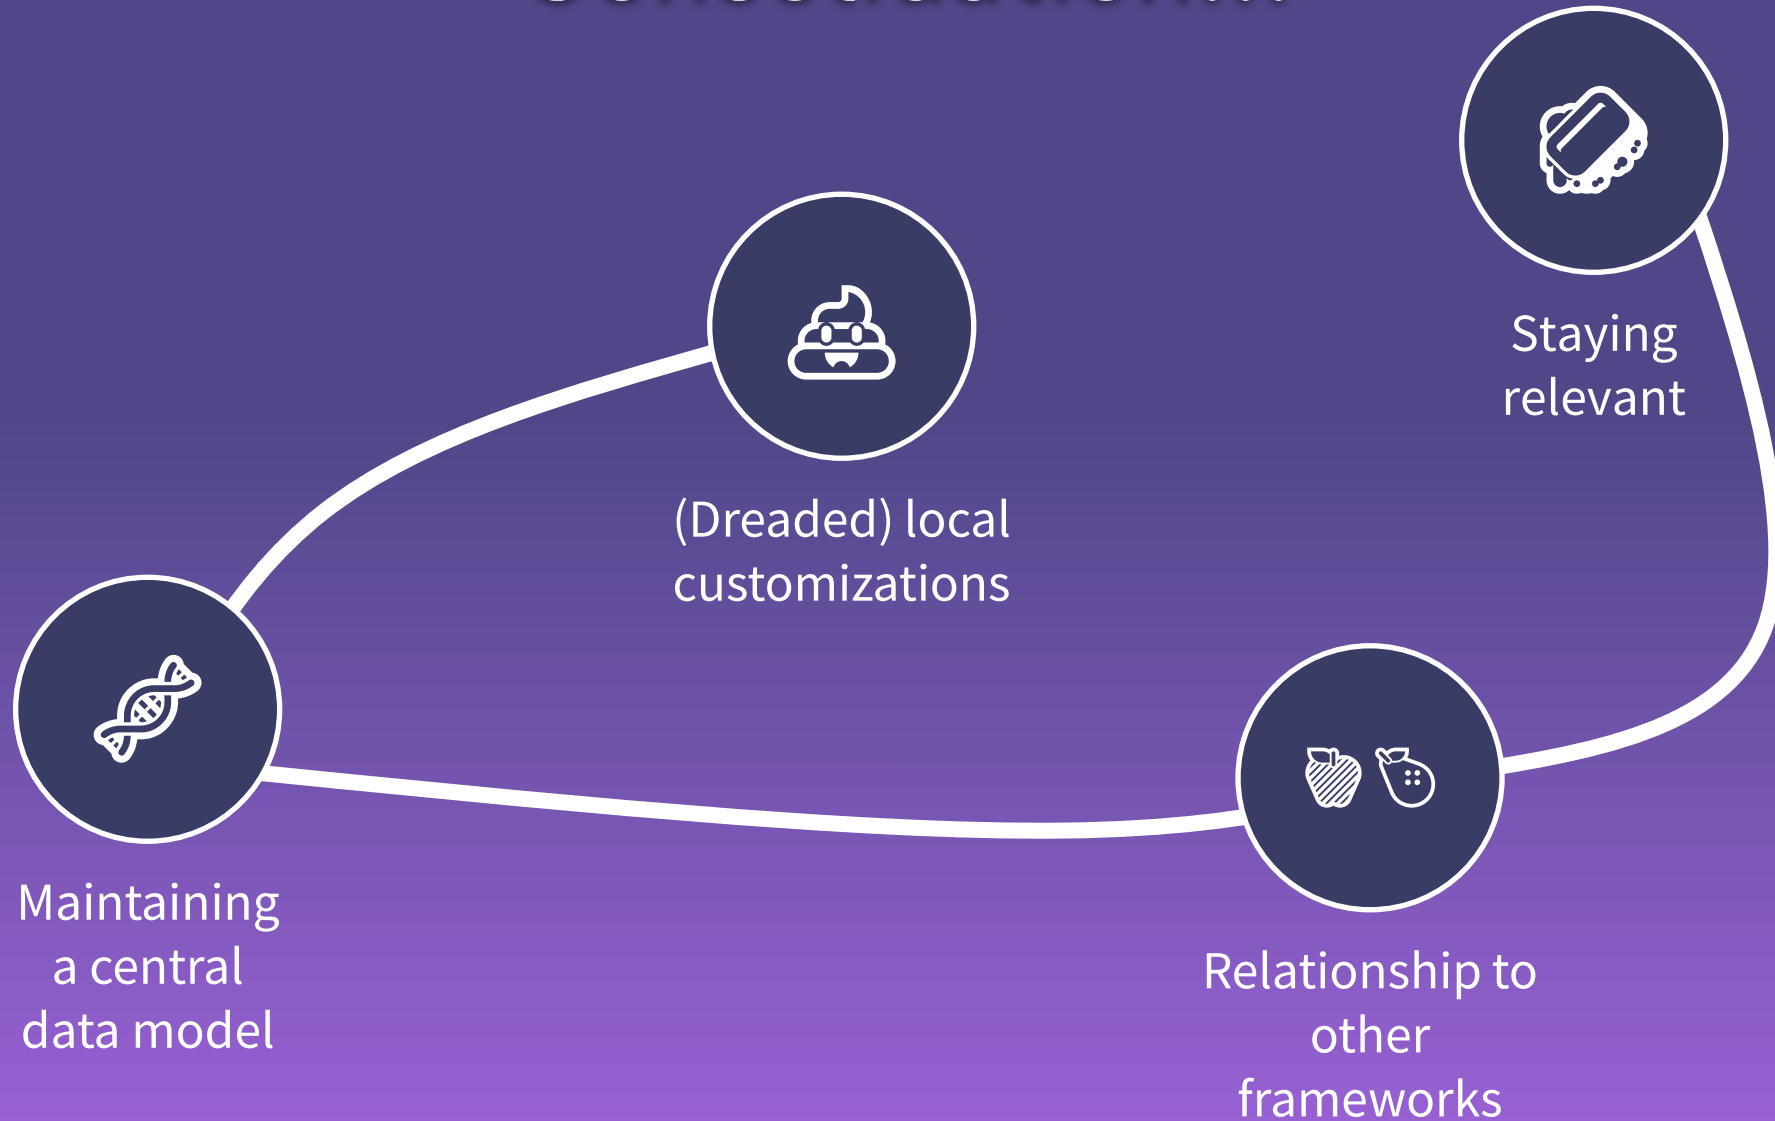 Staying
relevant
(Dreaded) local
customizations
Maintaining
a central
data model
Relationship to
other
frameworks